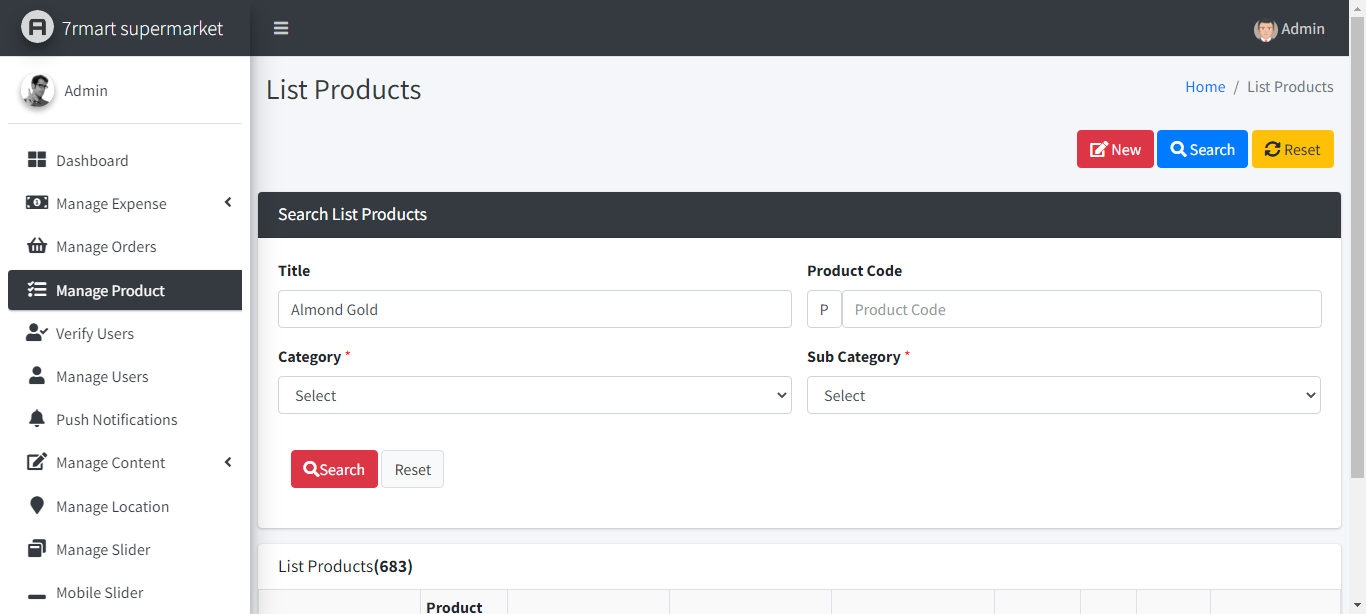 7rmart supermarket
Admin
Admin
List Products
Home / List Products
New Search Reset
Dashboard
Manage Expense
Manage Orders
Manage Product
Verify Users
Manage Users
Push Notifications
Manage Content
Manage Location
Manage Slider
Mobile Slider
Search List Products
Title
Almond Gold
Product Code
P Product Code
Category *
Select
Sub Category *
Select
Search Reset
List Products(683)
Product